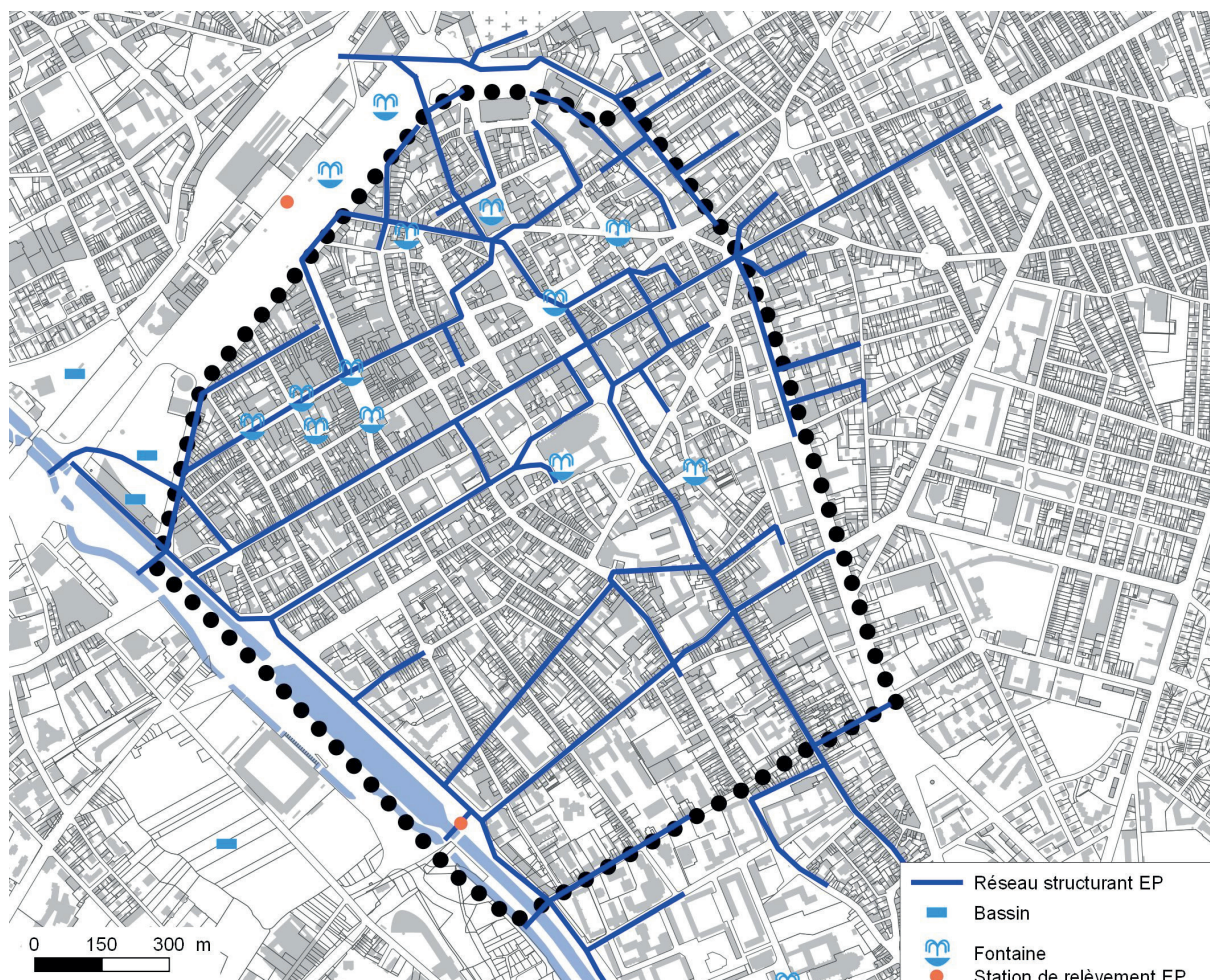 0 150 300 m
Réseau structurant EP
Bassin
Fontaine
Station de relèvement EP